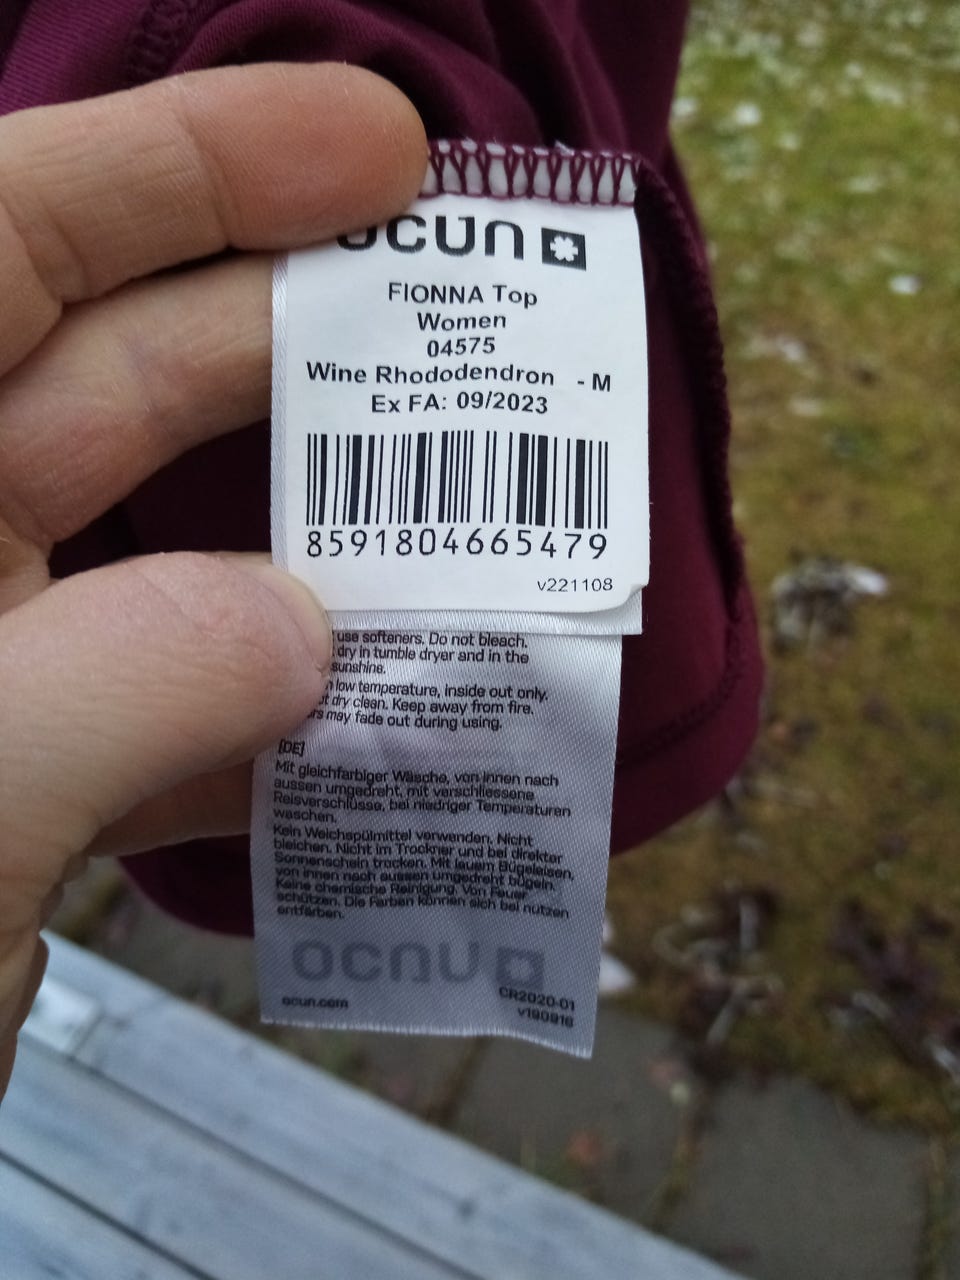 ocun
FIONNA Top
Women
04575
Wine Rhododendron - M
Ex FA: 09/2023
8591804665479
v221108
use softeners. Do not bleach.
dry in tumble dryer and in the
sunshine.
low temperature, inside out only.
dry clean. Keep away from fire.
may fade out during using.
[DE]
Mit gleichfarbiger Wäsche, von innen nach
aussen umgedreht, mit verschliessene
Reisverschlüsse, bei niedriger Temperaturen
waschen.
Kein Weichspülmittel verwenden. Nicht
bleichen. Nicht im Trockner und bei direkter
Sonnenschein trocken. Mit lauem Bügeleisen,
von innen nach aussen umgedreht bügeln.
Keine chemische Reinigung. Von Feuer
schützen. Die Farben können sich bei nutzen
entfärben.
ocun
ocun.com
CR2020-01
v190916